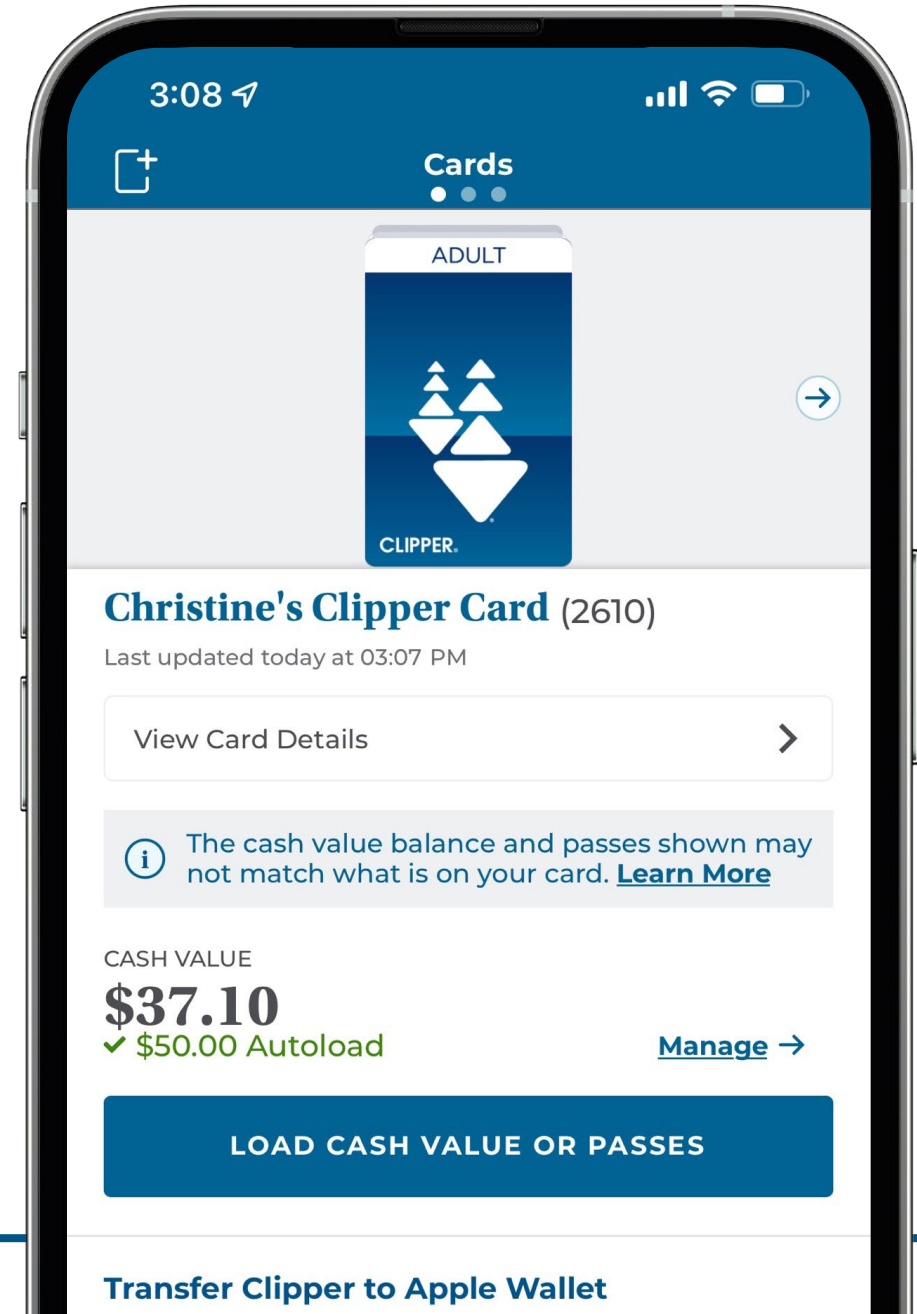 3:08
Cards
ADULT
CLIPPER®
Christine's Clipper Card (2610)
Last updated today at 03:07 PM
View Card Details
i The cash value balance and passes shown may
not match what is on your card. Learn More
CASH VALUE
$37.10
$50.00 Autoload
Manage
LOAD CASH VALUE OR PASSES
Transfer Clipper to Apple Wallet